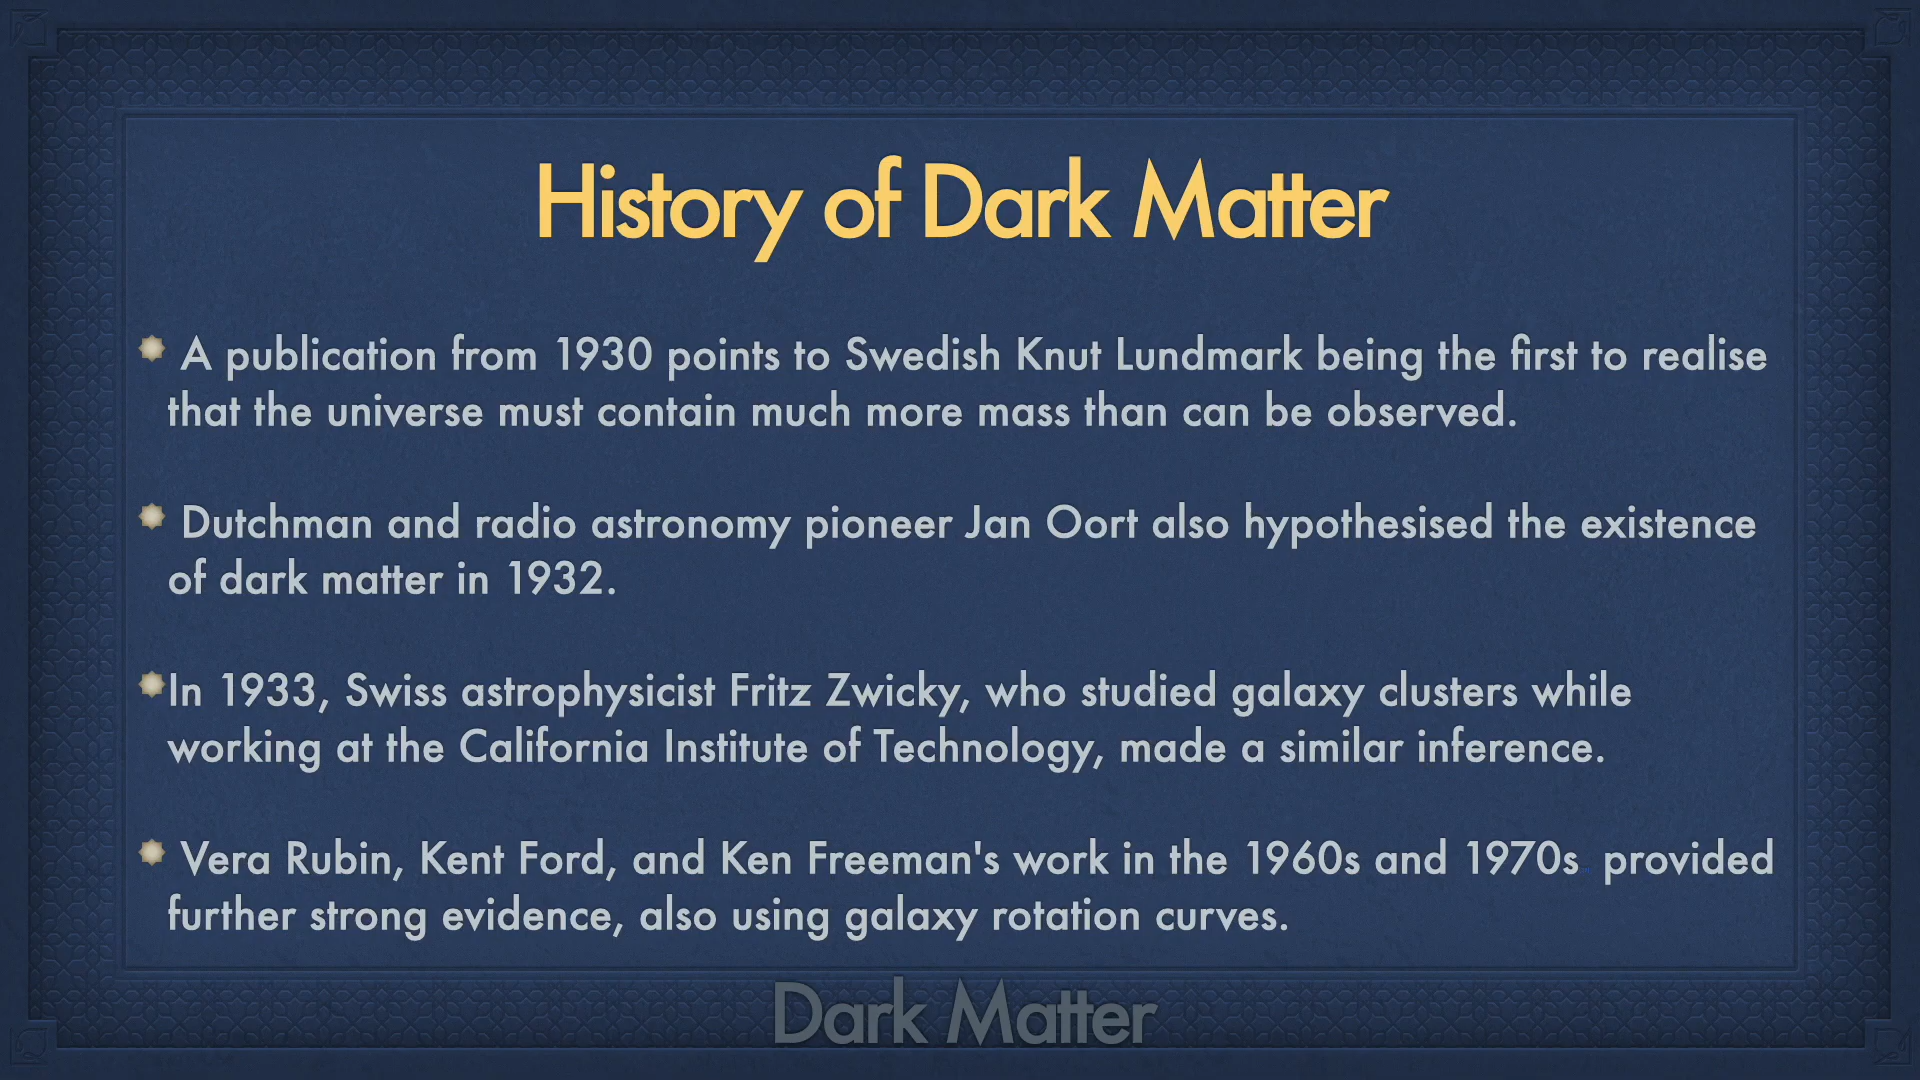 History of Dark Matter
A publication from 1930 points to Swedish Knut Lundmark being the first to realise
that the universe must contain much more mass than can be observed.
Dutchman and radio astronomy pioneer Jan Oort also hypothesised the existence
of dark matter in 1932.
In 1933, Swiss astrophysicist Fritz Zwicky, who studied galaxy clusters while
working at the California Institute of Technology, made a similar inference.
Vera Rubin, Kent Ford, and Ken Freeman's work in the 1960s and 1970s provided
further strong evidence, also using galaxy rotation curves.
Dark Matter